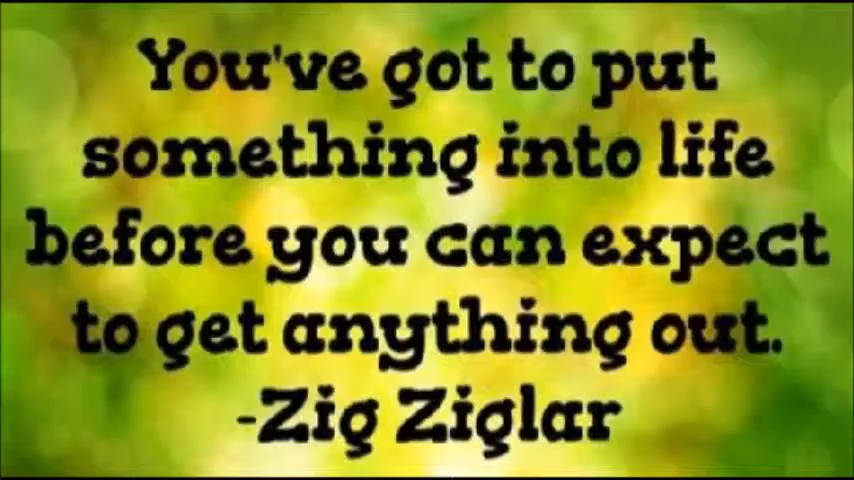 You've got to put
something into life
before you can expect
to get anything out.
-Zig Ziglar